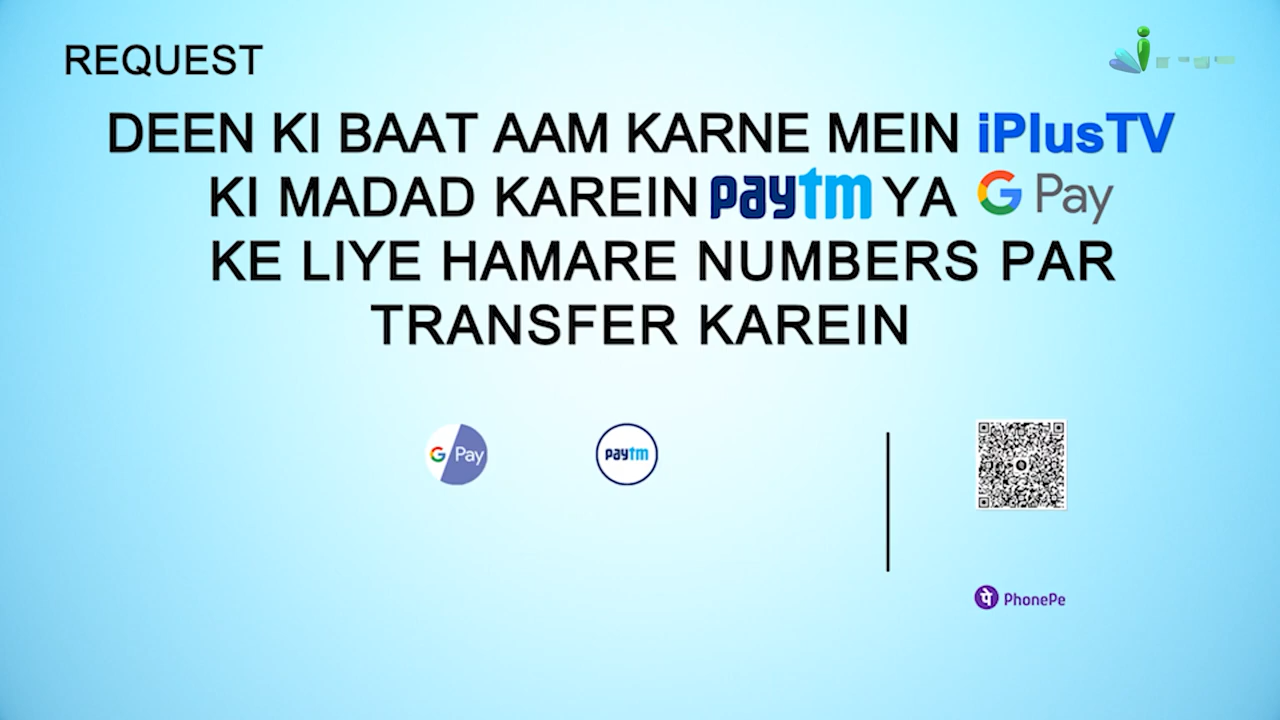 REQUEST
DEEN KI BAAT AAM KARNE MEIN iPlusTV
KI MADAD KAREIN paytm YA G Pay
KE LIYE HAMARE NUMBERS PAR
TRANSFER KAREIN
G Pay
paytm
PhonePe